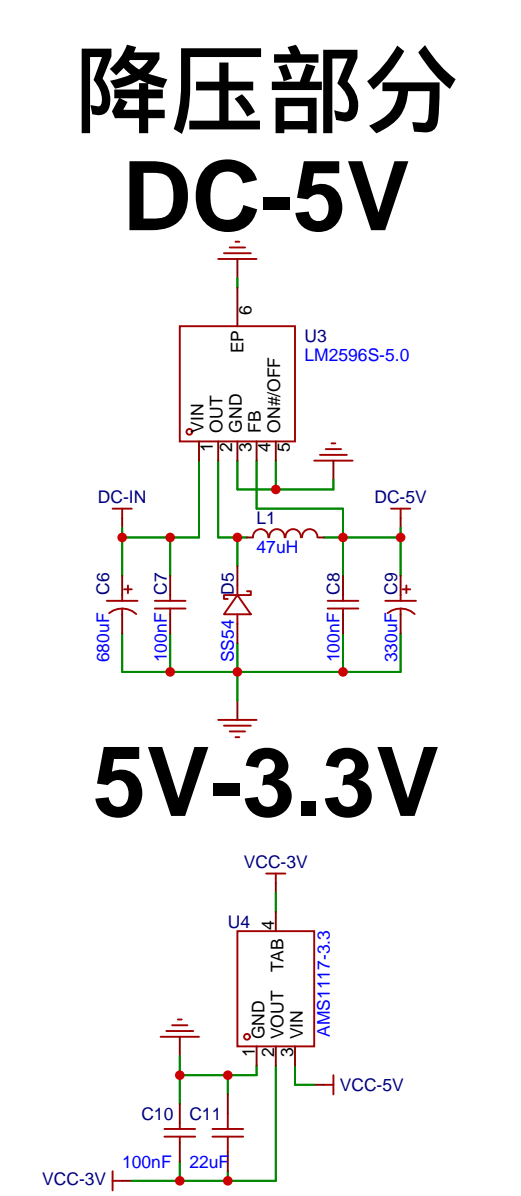 降压部分
DC-5V
6
EP
U3
LM2596S-5.0
VIN
OUT
GND
FB
ON#/OFF
1
2
3
4
5
DC-IN
DC-5V
L1
47uH
C6
680uF
C7
100nF
D5
SS54
C8
100nF
C9
330uF
5V-3.3V
VCC-3V
U4
4
TAB
AMS1117-3.3
GND
VOUT
VIN
1
2
3
VCC-5V
C10
C11
100nF
22uF
VCC-3V